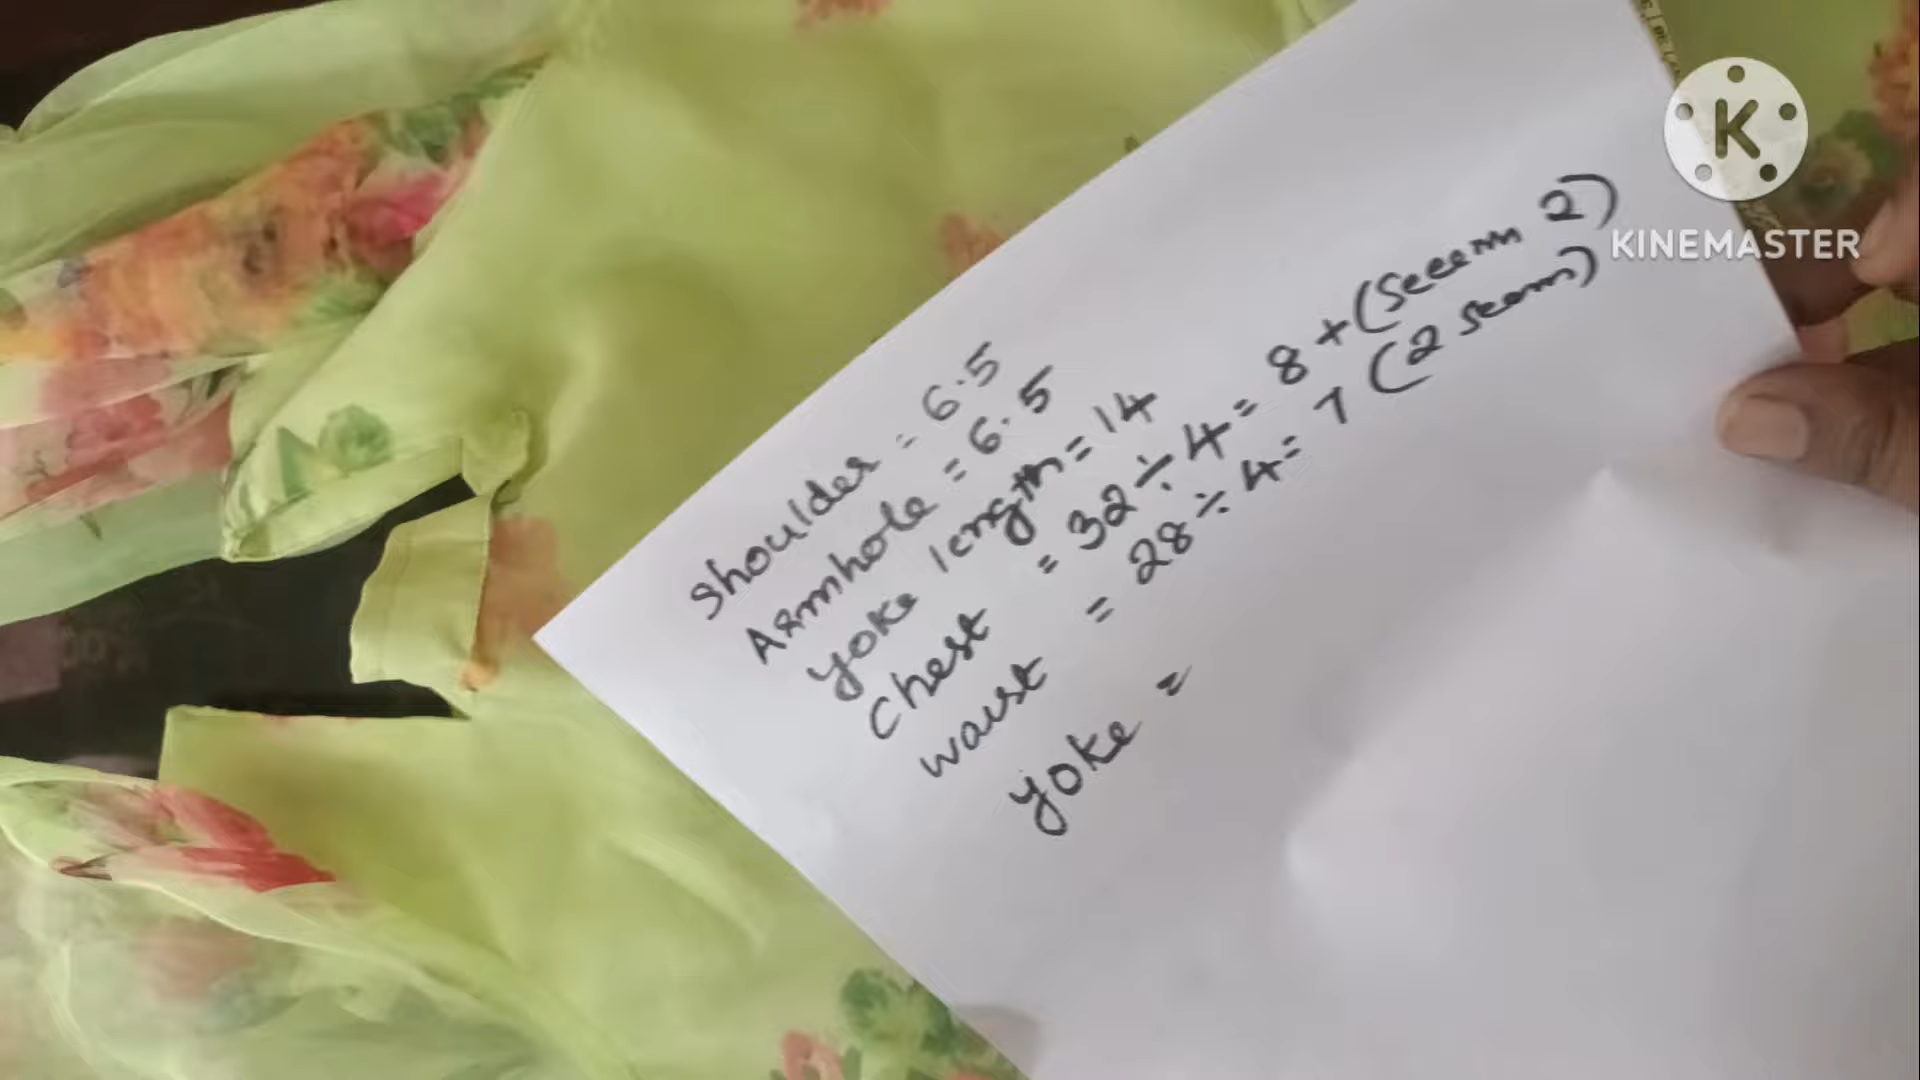 Shoulder = 6.5
Armhole = 6.5
yoke length = 14
Chest = 32 ÷ 4 = 8 + (Seeem 2)
waist = 28 ÷ 4 = 7 (2 seem)
yoke =
K
KINEMASTER